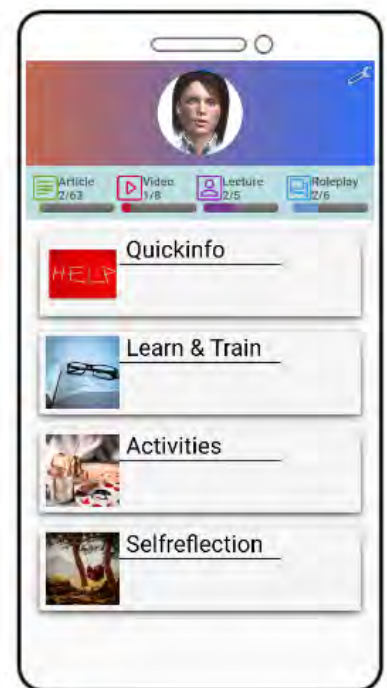 Article Video Lecture Roleplay
2/63 1/8 2/5 2/6
Quickinfo
HELP
Learn & Train
Activities
Selfreflection